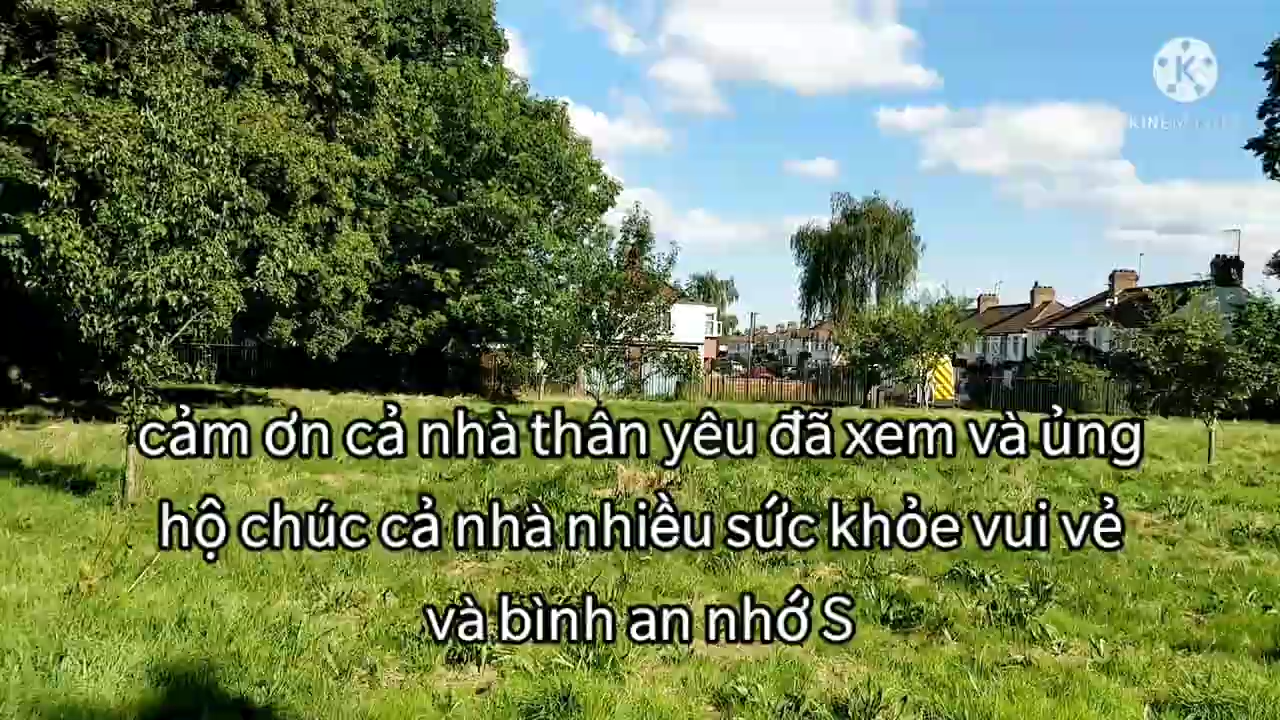 K
KINEMASTER
cảm ơn cả nhà thân yêu đã xem và ủng
hộ chúc cả nhà nhiều sức khỏe vui vẻ
và bình an nhớ S